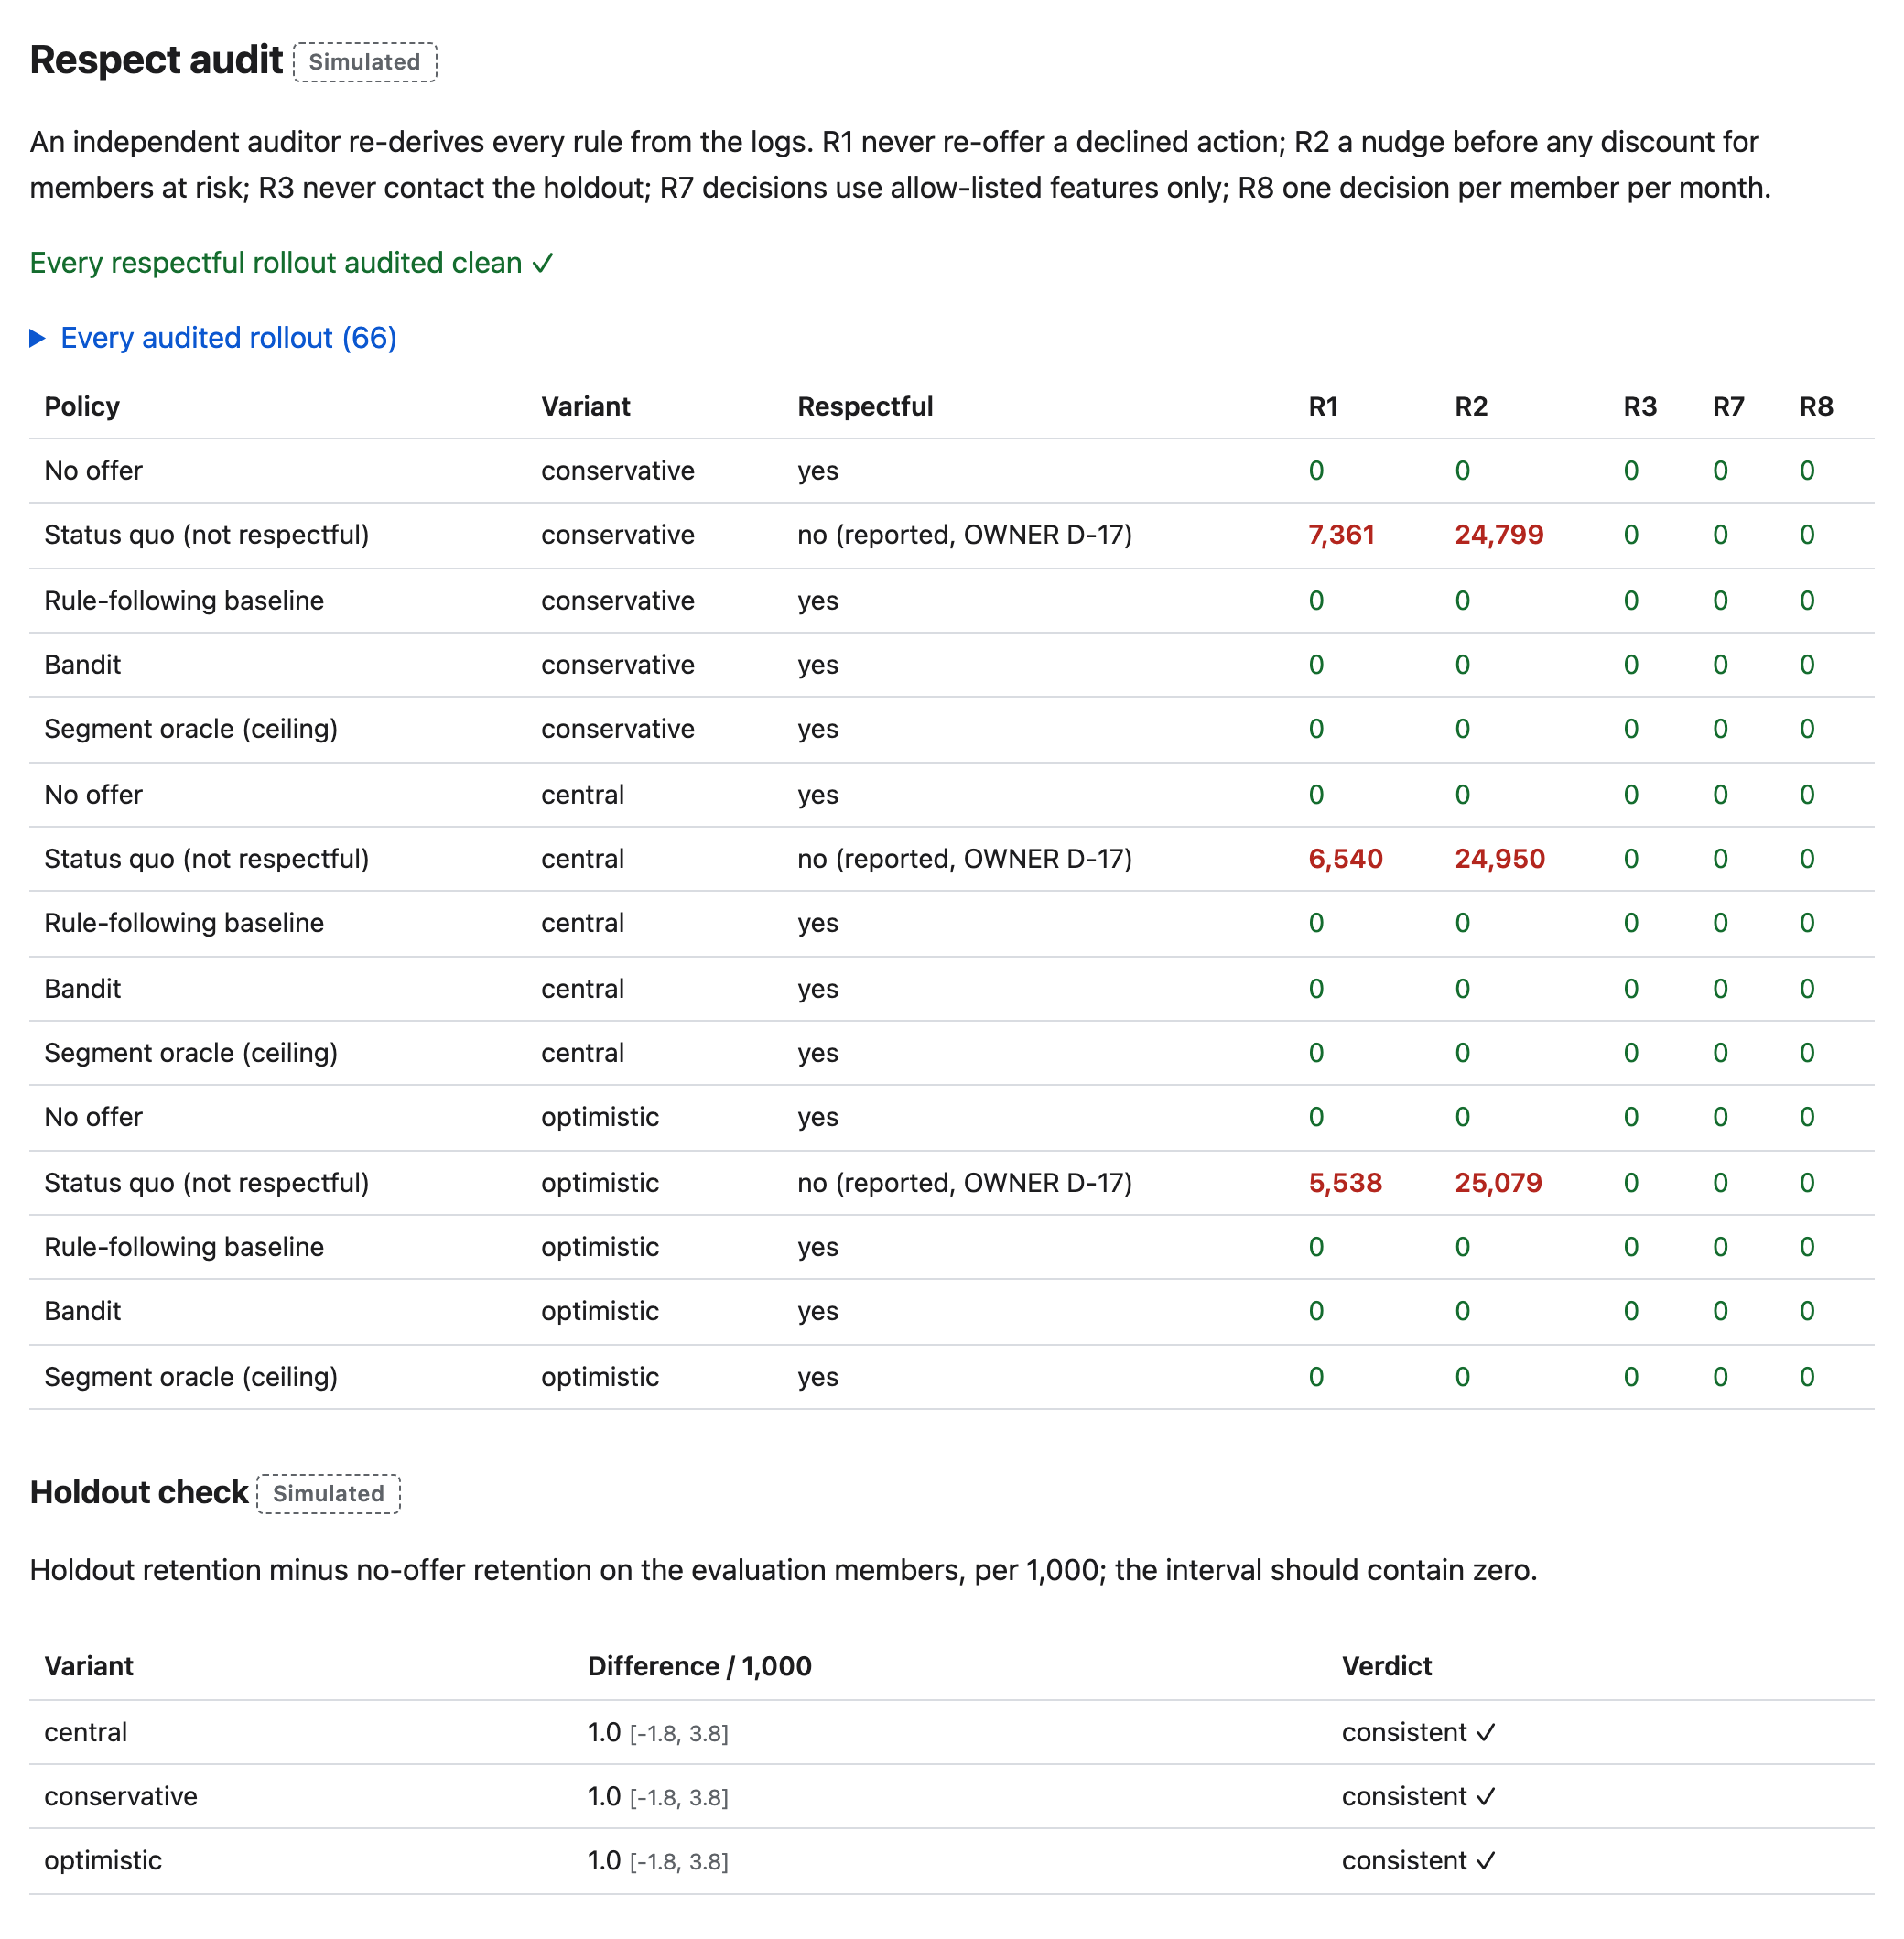 Respect audit Simulated
An independent auditor re-derives every rule from the logs. R1 never re-offer a declined action; R2 a nudge before any discount for
members at risk; R3 never contact the holdout; R7 decisions use allow-listed features only; R8 one decision per member per month.
Every respectful rollout audited clean ✓
▶ Every audited rollout (66)
Policy Variant Respectful R1 R2 R3 R7 R8
No offer conservative yes 0 0 0 0 0
Status quo (not respectful) conservative no (reported, OWNER D-17) 7,361 24,799 0 0 0
Rule-following baseline conservative yes 0 0 0 0 0
Bandit conservative yes 0 0 0 0 0
Segment oracle (ceiling) conservative yes 0 0 0 0 0
No offer central yes 0 0 0 0 0
Status quo (not respectful) central no (reported, OWNER D-17) 6,540 24,950 0 0 0
Rule-following baseline central yes 0 0 0 0 0
Bandit central yes 0 0 0 0 0
Segment oracle (ceiling) central yes 0 0 0 0 0
No offer optimistic yes 0 0 0 0 0
Status quo (not respectful) optimistic no (reported, OWNER D-17) 5,538 25,079 0 0 0
Rule-following baseline optimistic yes 0 0 0 0 0
Bandit optimistic yes 0 0 0 0 0
Segment oracle (ceiling) optimistic yes 0 0 0 0 0
Holdout check Simulated
Holdout retention minus no-offer retention on the evaluation members, per 1,000; the interval should contain zero.
Variant Difference / 1,000 Verdict
central 1.0 [-1.8, 3.8] consistent ✓
conservative 1.0 [-1.8, 3.8] consistent ✓
optimistic 1.0 [-1.8, 3.8] consistent ✓